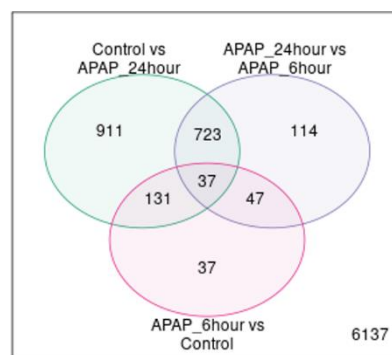 Control vs
APAP_24hour
APAP_24hour vs
APAP_6hour
911
723
114
37
131
47
37
APAP_6hour vs
Control
6137